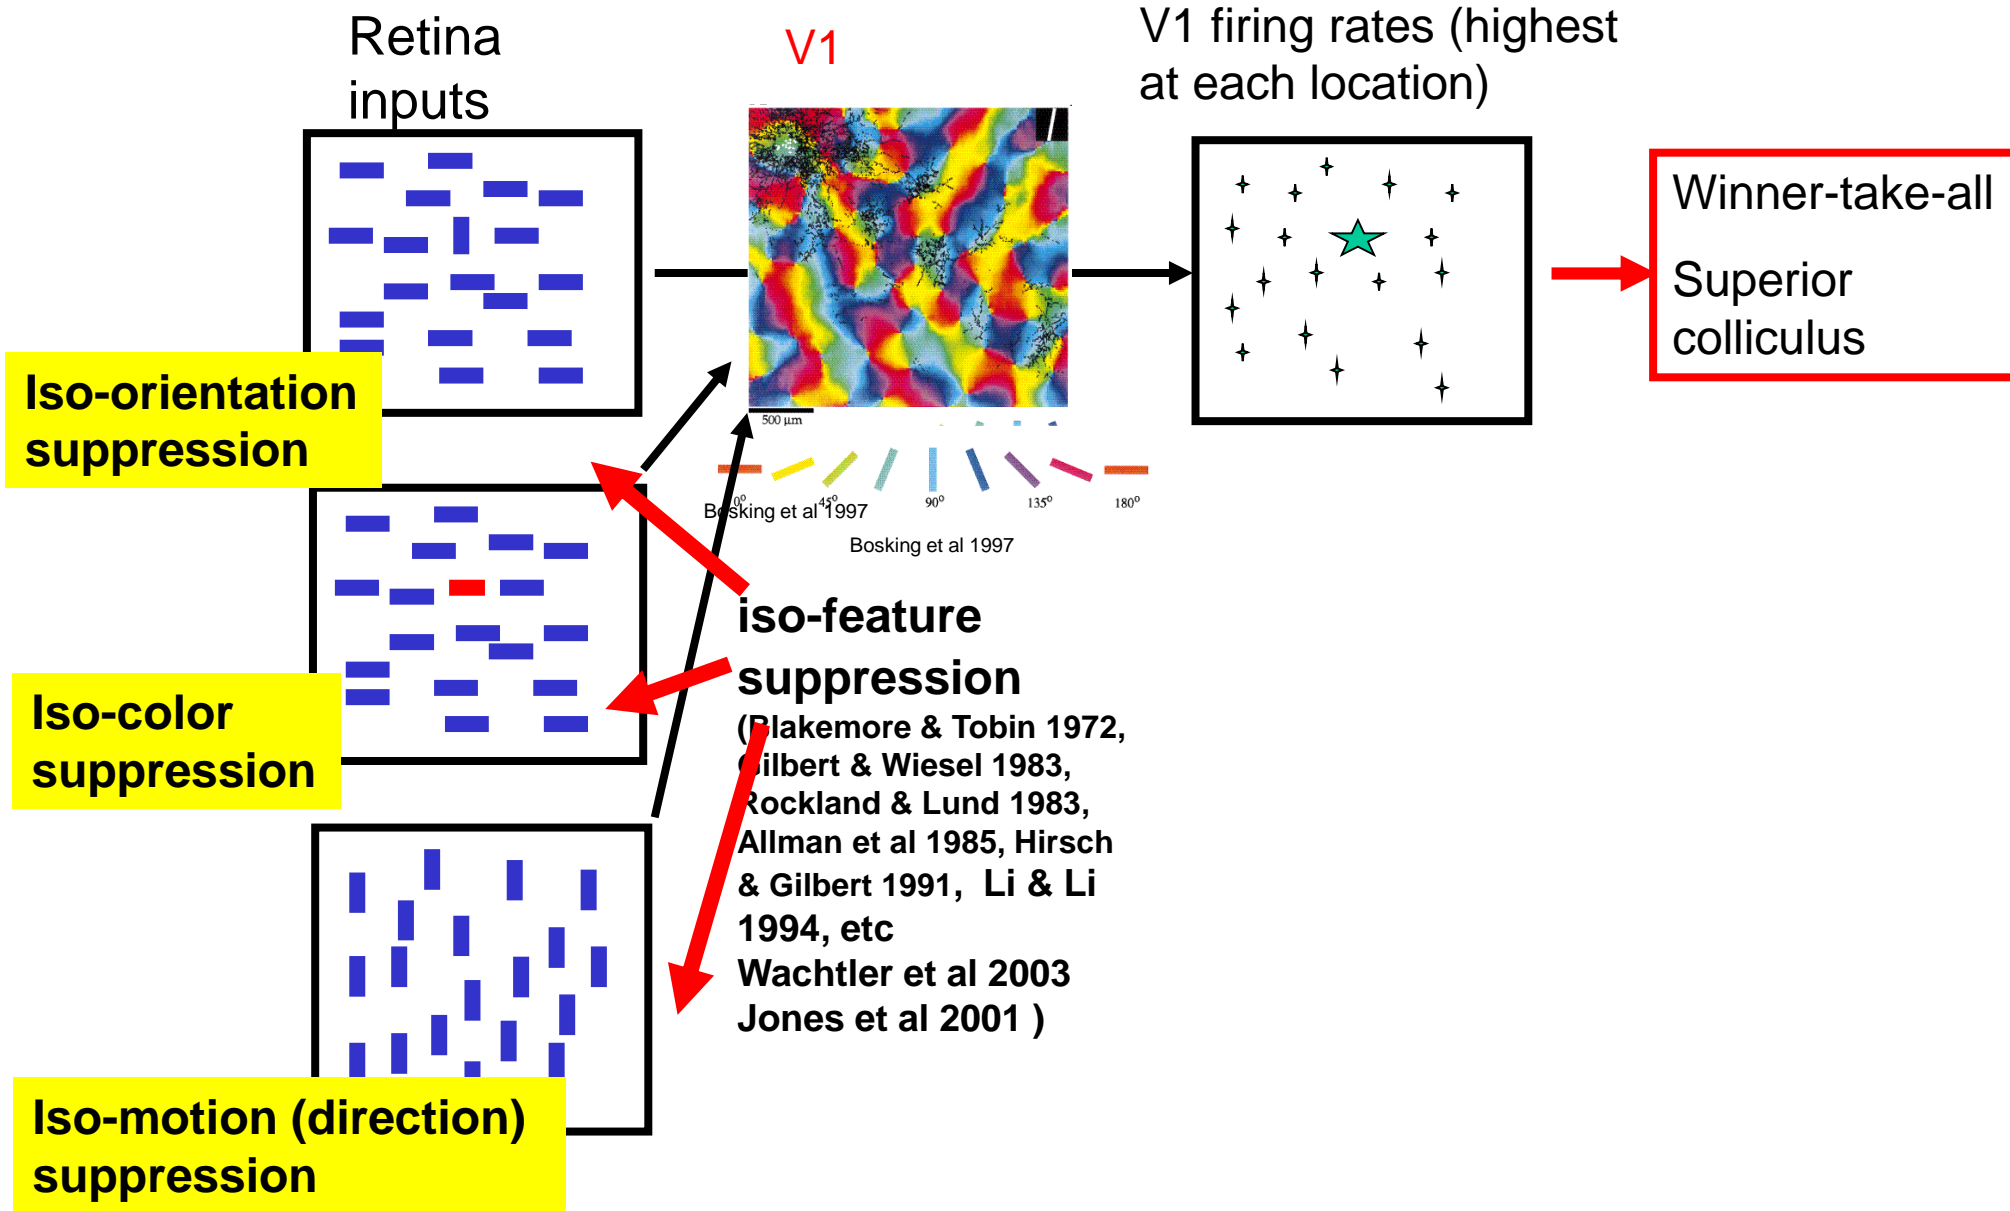 Retina
inputs
V1
V1 firing rates (highest
at each location)
Winner-take-all
Superior
colliculus
500 µm
0° 45° 90° 135° 180°
Bosking et al 1997
Bosking et al 1997
Iso-orientation
suppression
Iso-color
suppression
Iso-motion (direction)
suppression
iso-feature
suppression
(Blakemore & Tobin 1972,
Gilbert & Wiesel 1983,
Rockland & Lund 1983,
Allman et al 1985, Hirsch
& Gilbert 1991, Li & Li
1994, etc
Wachtler et al 2003
Jones et al 2001 )